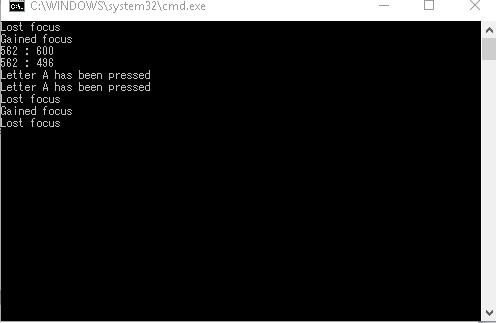 C:\WINDOWS\system32\cmd.exe
Lost focus
Gained focus
562 : 600
562 : 496
Letter A has been pressed
Letter A has been pressed
Lost focus
Gained focus
Lost focus